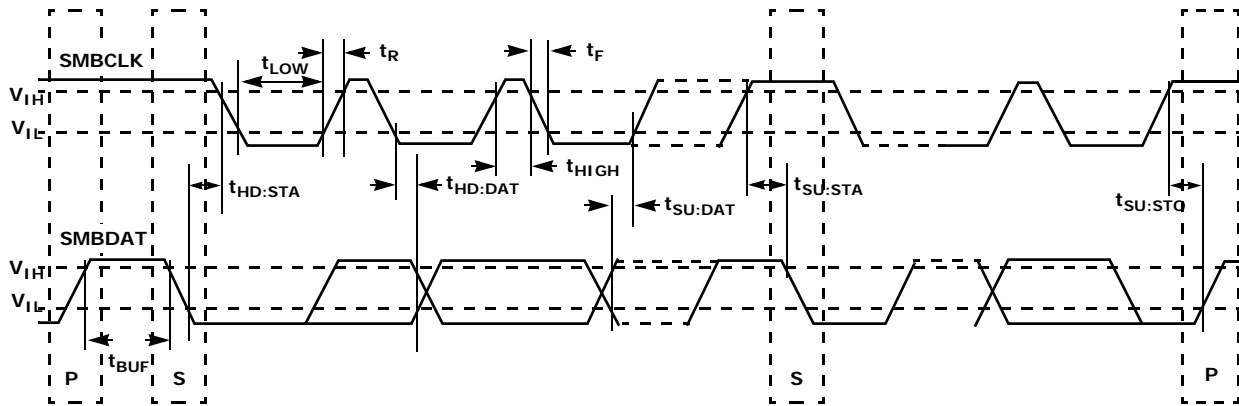 SMBCLK
tLOW
tR
tF
VIH
VIL
tHD:STA
tHD:DAT
tHIGH
tSU:DAT
tSU:STA
tSU:STO
SMBDAT
VIH
VIL
tBUF
P
S
S
P